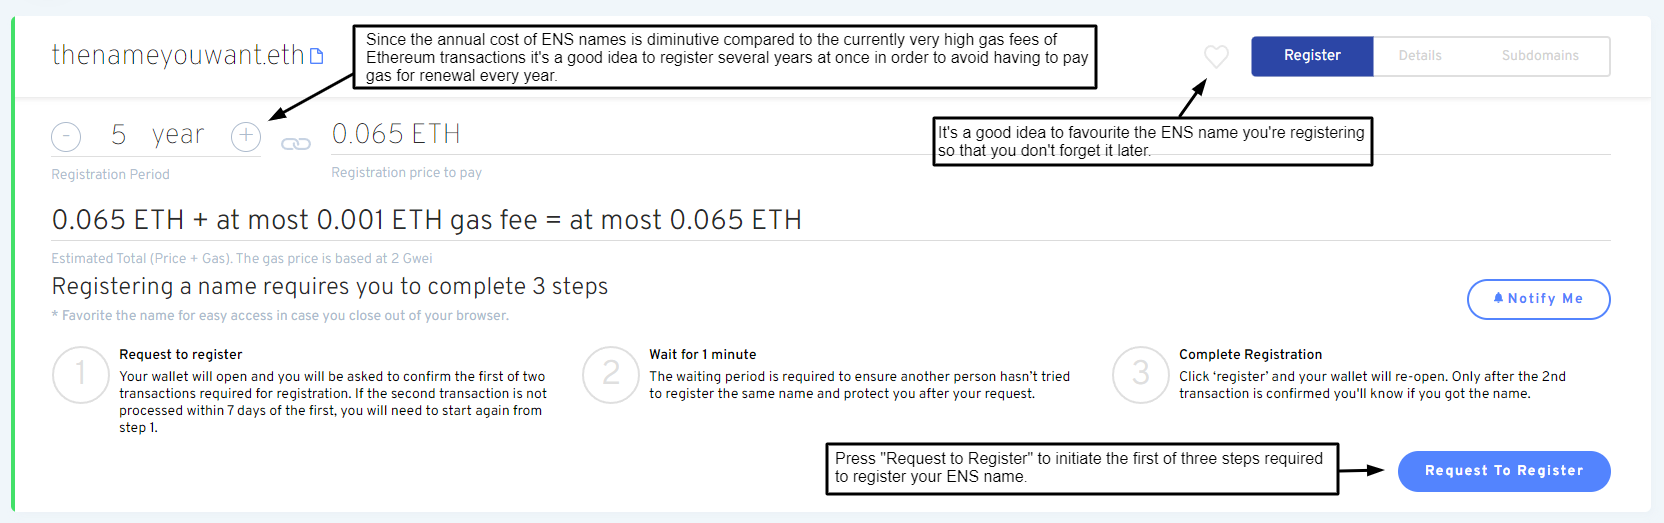 thenameyouwant.eth
Since the annual cost of ENS names is diminutive compared to the currently very high gas fees of
Ethereum transactions it's a good idea to register several years at once in order to avoid having to pay
gas for renewal every year.
Register
Details
Subdomains
It's a good idea to favourite the ENS name you're registering
so that you don't forget it later.
- 5 year +
0.065 ETH
Registration Period
Registration price to pay
0.065 ETH + at most 0.001 ETH gas fee = at most 0.065 ETH
Estimated Total (Price + Gas). The gas price is based at 2 Gwei
Registering a name requires you to complete 3 steps
* Favorite the name for easy access in case you close out of your browser.
Notify Me
1
Request to register
Your wallet will open and you will be asked to confirm the first of two
transactions required for registration. If the second transaction is not
processed within 7 days of the first, you will need to start again from
step 1.
2
Wait for 1 minute
The waiting period is required to ensure another person hasn't tried
to register the same name and protect you after your request.
3
Complete Registration
Click ‘register’ and your wallet will re-open. Only after the 2nd
transaction is confirmed you'll know if you got the name.
Press "Request to Register" to initiate the first of three steps required
to register your ENS name.
Request To Register